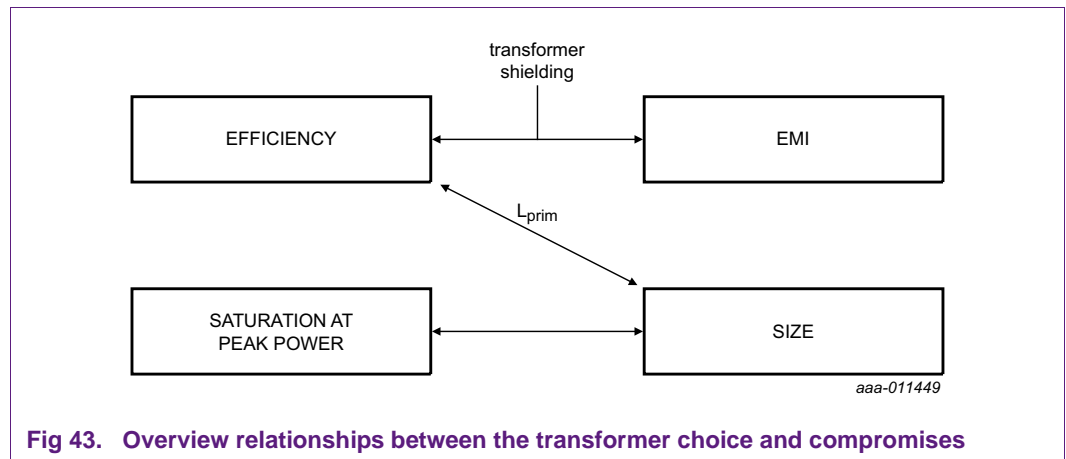 transformer
shielding
EFFICIENCY
EMI
Lprim
SATURATION AT
PEAK POWER
SIZE
aaa-011449
Fig 43. Overview relationships between the transformer choice and compromises